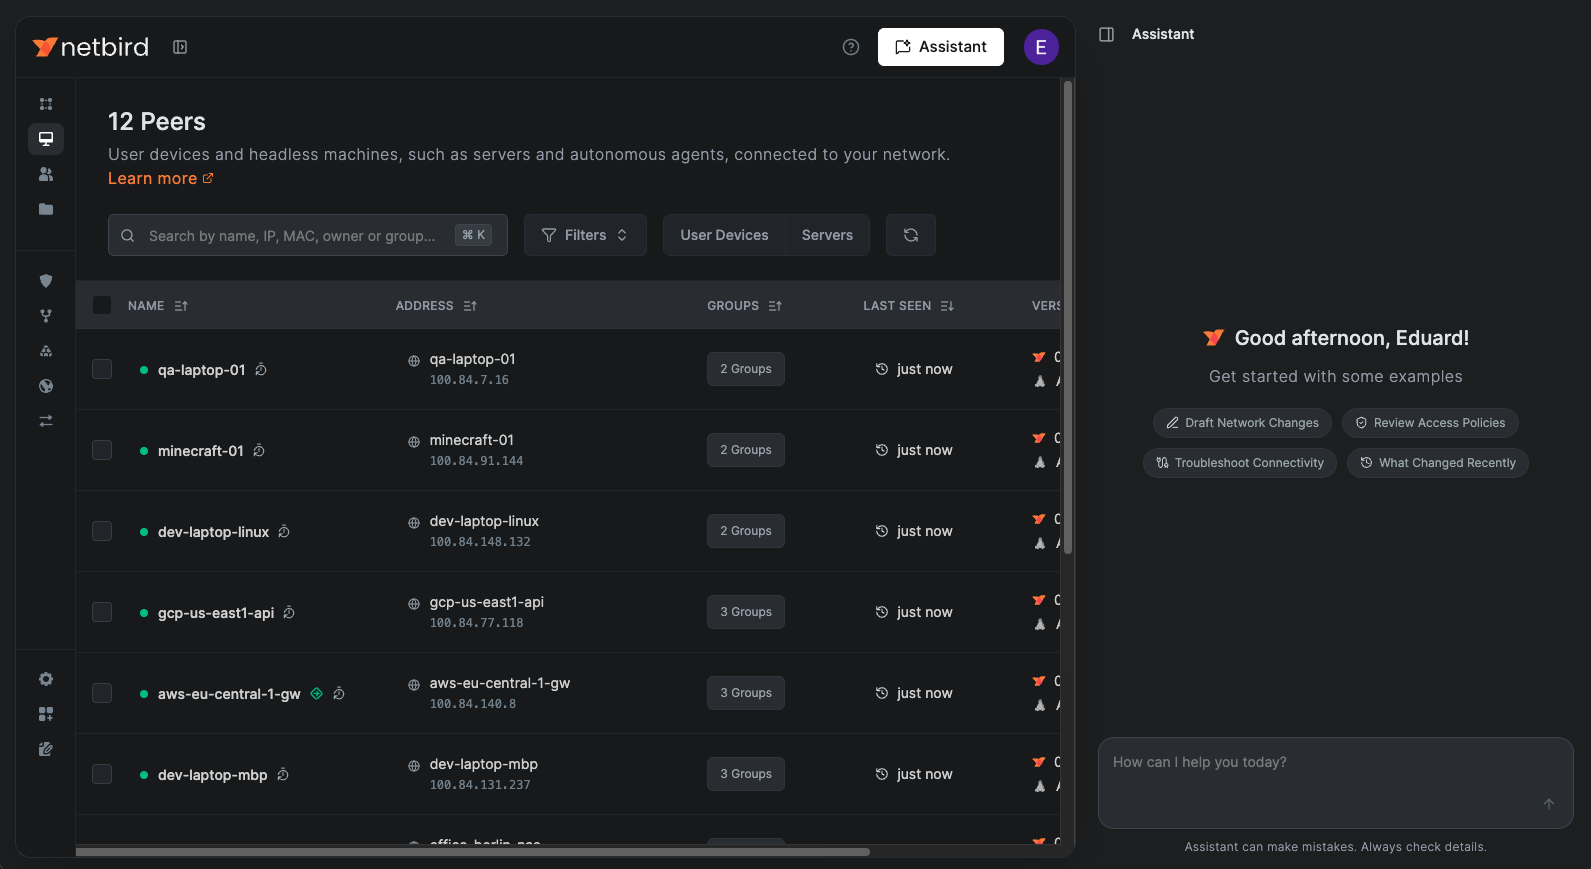 netbird
Assistant
E
Assistant
12 Peers
User devices and headless machines, such as servers and autonomous agents, connected to your network.
Learn more
Search by name, IP, MAC, owner or group...
⌘ K
Filters
User Devices
Servers
NAME
ADDRESS
GROUPS
LAST SEEN
VERS
qa-laptop-01
qa-laptop-01
100.84.7.16
2 Groups
just now
minecraft-01
minecraft-01
100.84.91.144
2 Groups
just now
dev-laptop-linux
dev-laptop-linux
100.84.148.132
2 Groups
just now
gcp-us-east1-api
gcp-us-east1-api
100.84.77.118
3 Groups
just now
aws-eu-central-1-gw
aws-eu-central-1-gw
100.84.140.8
3 Groups
just now
dev-laptop-mbp
dev-laptop-mbp
100.84.131.237
3 Groups
just now
Good afternoon, Eduard!
Get started with some examples
Draft Network Changes
Review Access Policies
Troubleshoot Connectivity
What Changed Recently
How can I help you today?
Assistant can make mistakes. Always check details.